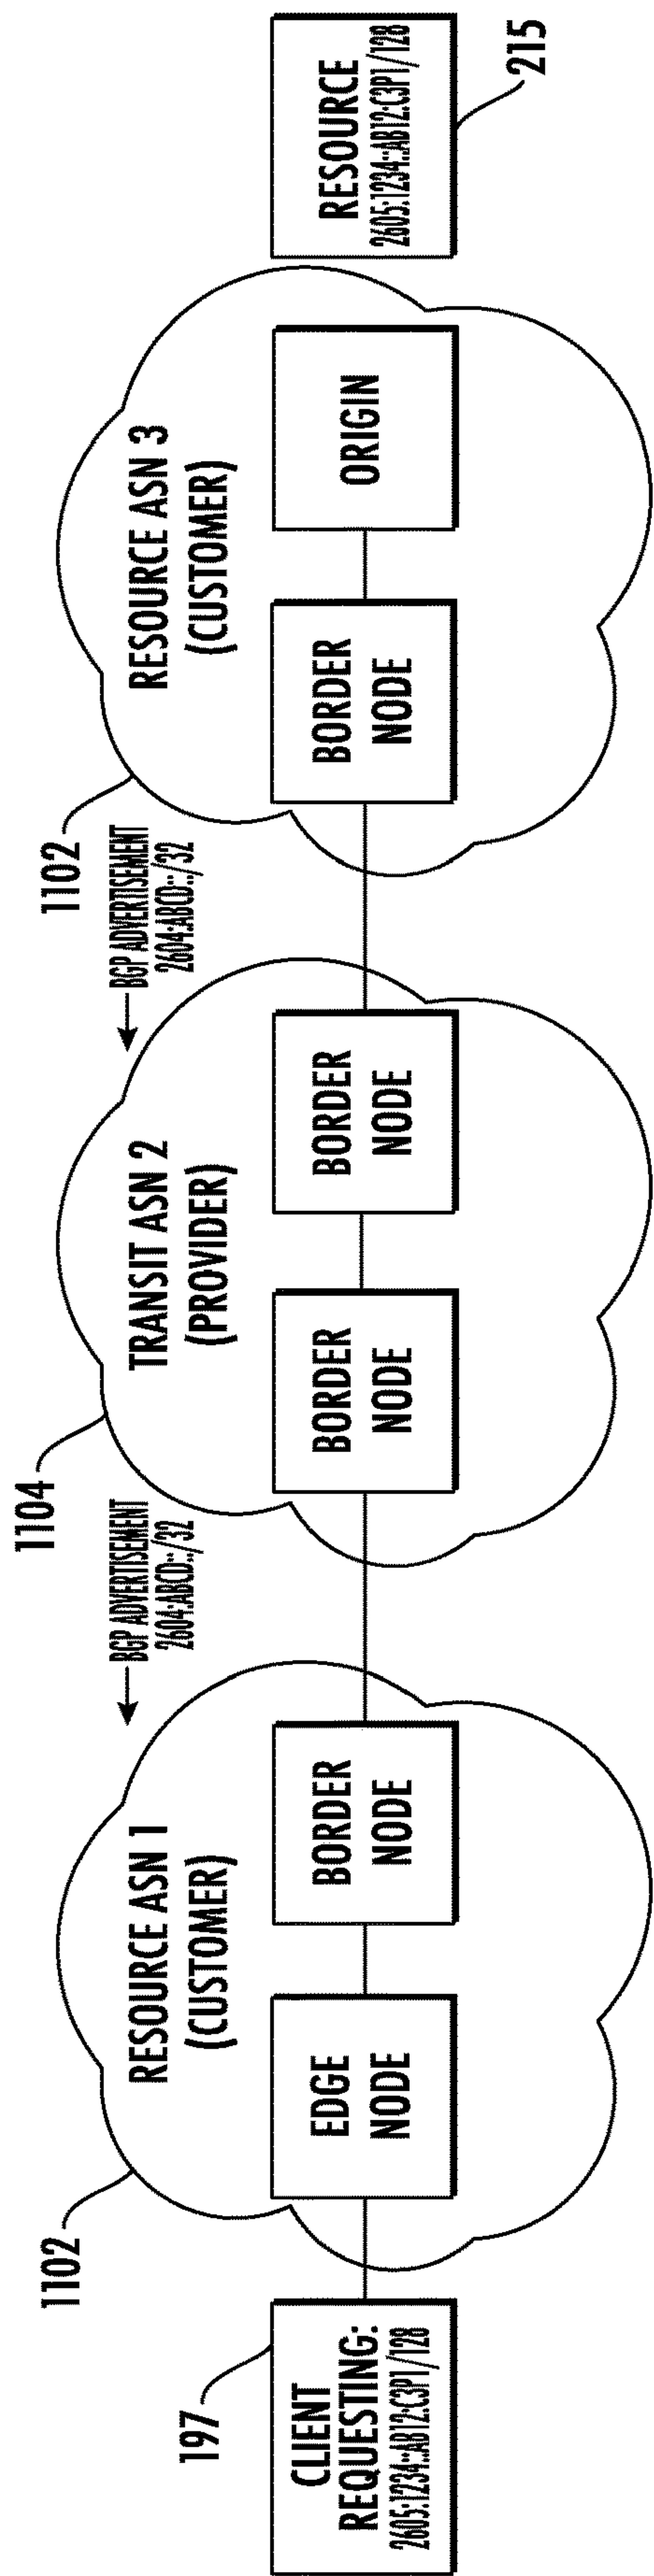 197
CLIENT
REQUESTING:
2605:1234::AB12:C3P1/128
1102
RESOURCE ASN 1
(CUSTOMER)
EDGE
NODE
BORDER
NODE
BGP ADVERTISEMENT
2604:ABCD::/32
1104
TRANSIT ASN 2
(PROVIDER)
BORDER
NODE
BORDER
NODE
BGP ADVERTISEMENT
2604:ABCD::/32
1102
RESOURCE ASN 3
(CUSTOMER)
BORDER
NODE
ORIGIN
RESOURCE
2605:1234::AB12:C3P1/128
215